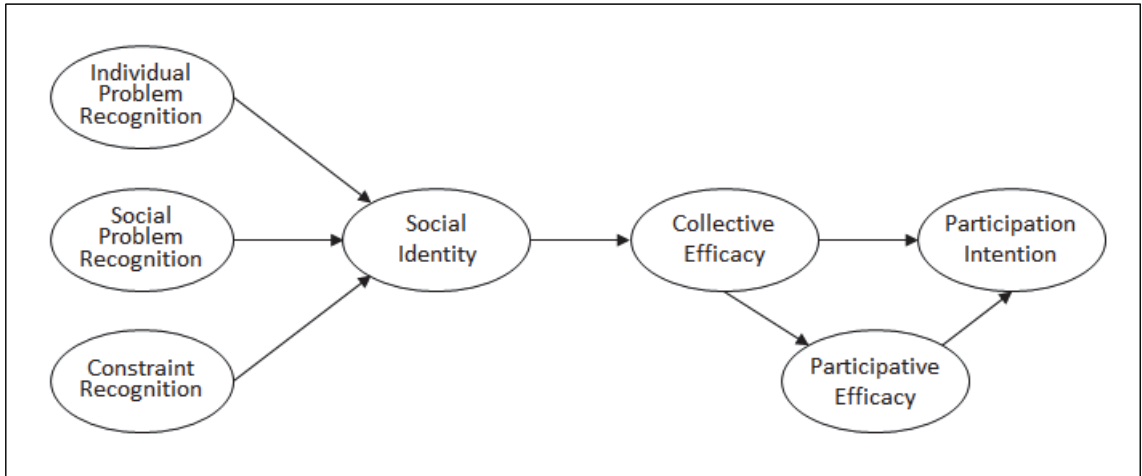 Individual
Problem
Recognition
Social
Problem
Recognition
Constraint
Recognition
Social
Identity
Collective
Efficacy
Participative
Efficacy
Participation
Intention